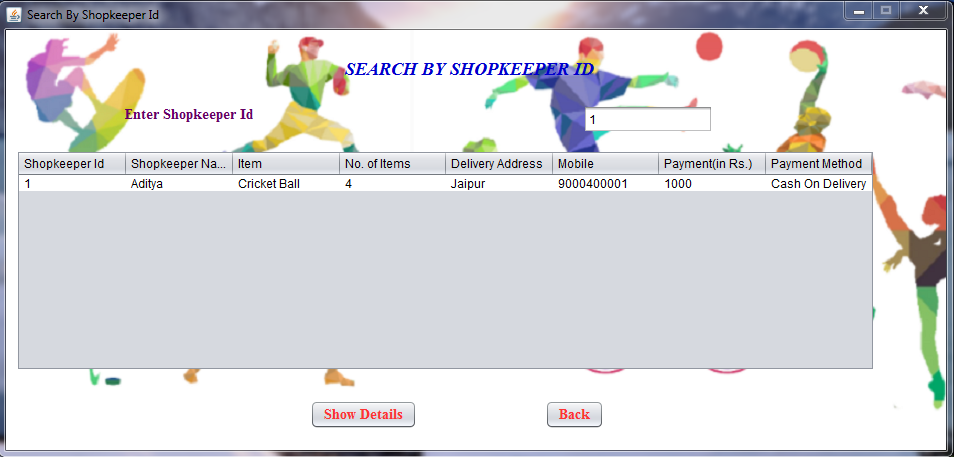 Search By Shopkeeper Id
SEARCH BY SHOPKEEPER ID
Enter Shopkeeper Id 1
Shopkeeper Id Shopkeeper Na... Item No. of Items Delivery Address Mobile Payment(in Rs.) Payment Method
1 Aditya Cricket Ball 4 Jaipur 9000400001 1000 Cash On Delivery
Show Details Back